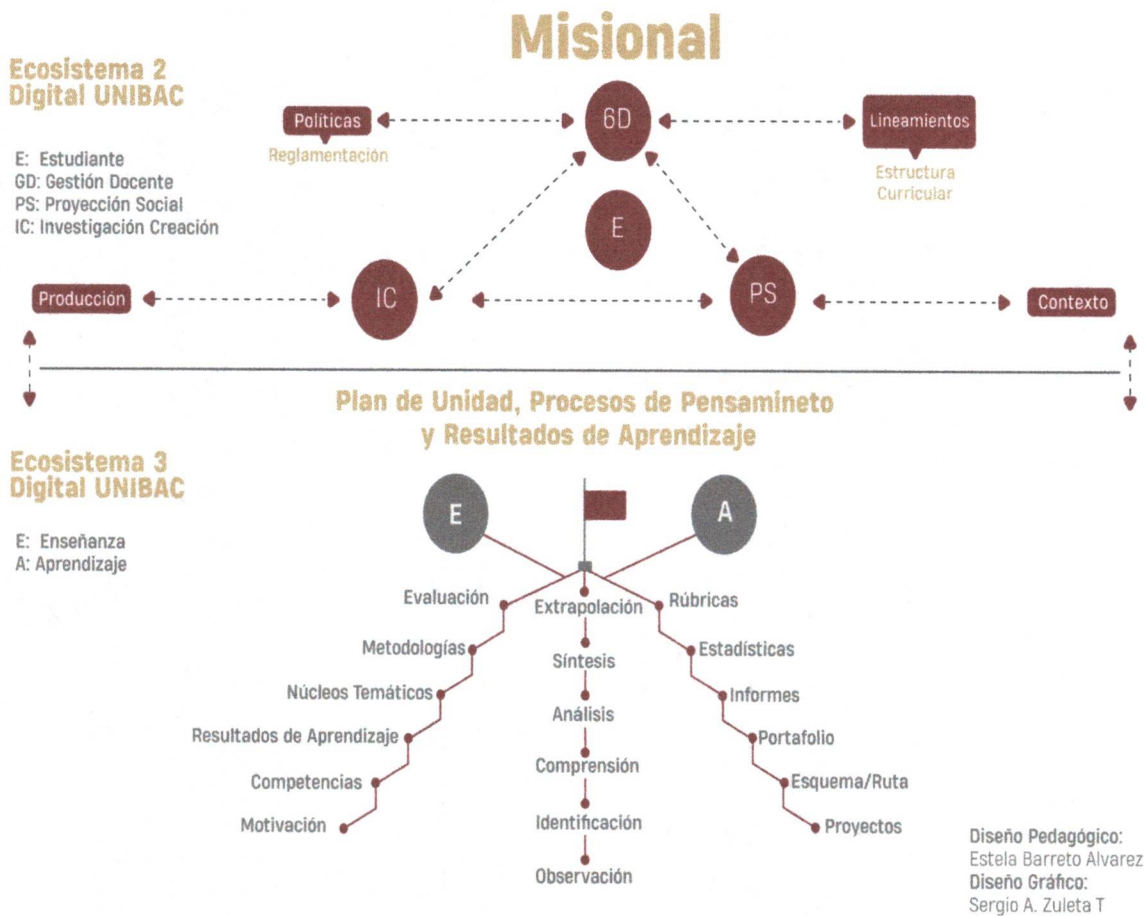 Misional
Ecosistema 2
Digital UNIBAC
E: Estudiante
GD: Gestión Docente
PS: Proyección Social
IC: Investigación Creación
Políticas
Reglamentación
6D
Lineamientos
Estructura
Curricular
E
Producción
IC
PS
Contexto
Plan de Unidad, Procesos de Pensamineto
y Resultados de Aprendizaje
Ecosistema 3
Digital UNIBAC
E: Enseñanza
A: Aprendizaje
E
A
Evaluación
Metodologías
Núcleos Temáticos
Resultados de Aprendizaje
Competencias
Motivación
Extrapolación
Síntesis
Análisis
Comprensión
Identificación
Observación
Rúbricas
Estadísticas
Informes
Portafolio
Esquema/Ruta
Proyectos
Diseño Pedagógico:
Estela Barreto Alvarez
Diseño Gráfico:
Sergio A. Zuleta T